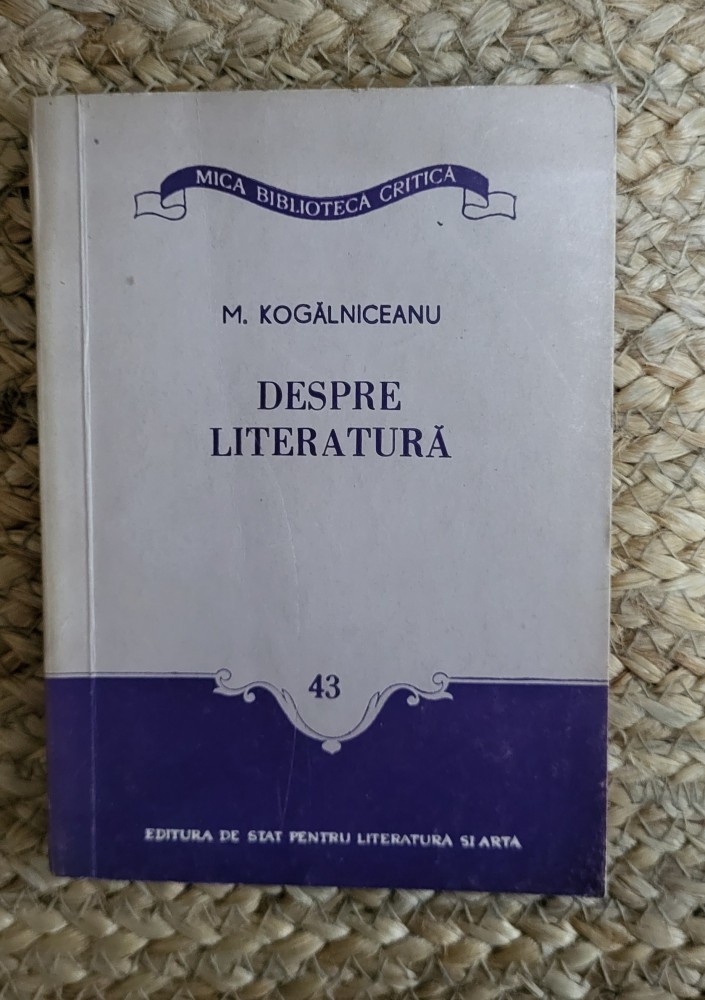 MICA BIBLIOTECA CRITICA
M. KOGĂLNICEANU
DESPRE
LITERATURĂ
43
EDITURA DE STAT PENTRU LITERATURA SI ARTA